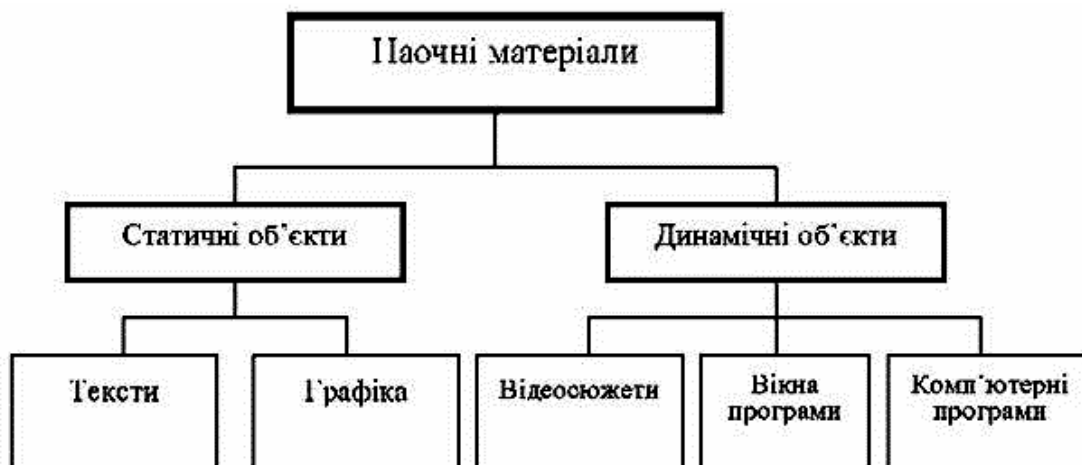 Наочні матеріали
Статичні об'єкти
Динамічні об'єкти
Тексти
Графіка
Відеосюжети
Вікна
програми
Комп'ютерні
програми